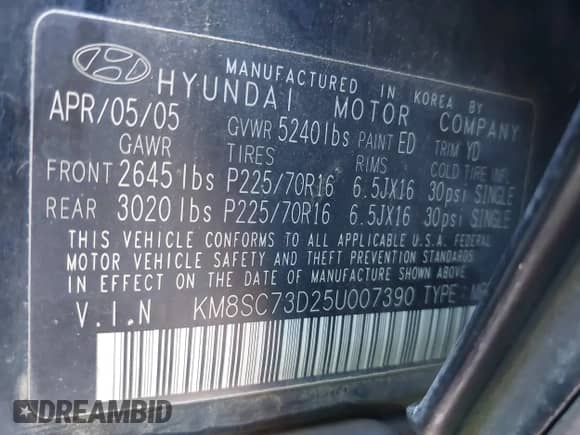 MANUFACTURED IN KOREA BY
HYUNDAI MOTOR COMPANY
APR/05/05 GVWR 5240lbs PAINT ED TRIM YD
GAWR TIRES RIMS COLD TIRE INFL
FRONT 2645lbs P225/70R16 6.5JX16 30psi SINGLE
REAR 3020lbs P225/70R16 6.5JX16 30psi SINGLE
THIS VEHICLE CONFORMS TO ALL APPLICABLE U.S.A. FEDERAL
MOTOR VEHICLE SAFETY AND THEFT PREVENTION STANDARDS
IN EFFECT ON THE DATE OF MANUFACTURE SHOWN ABOVE.
V.I.N KM8SC73D25U007390 TYPE :
DREAMBID